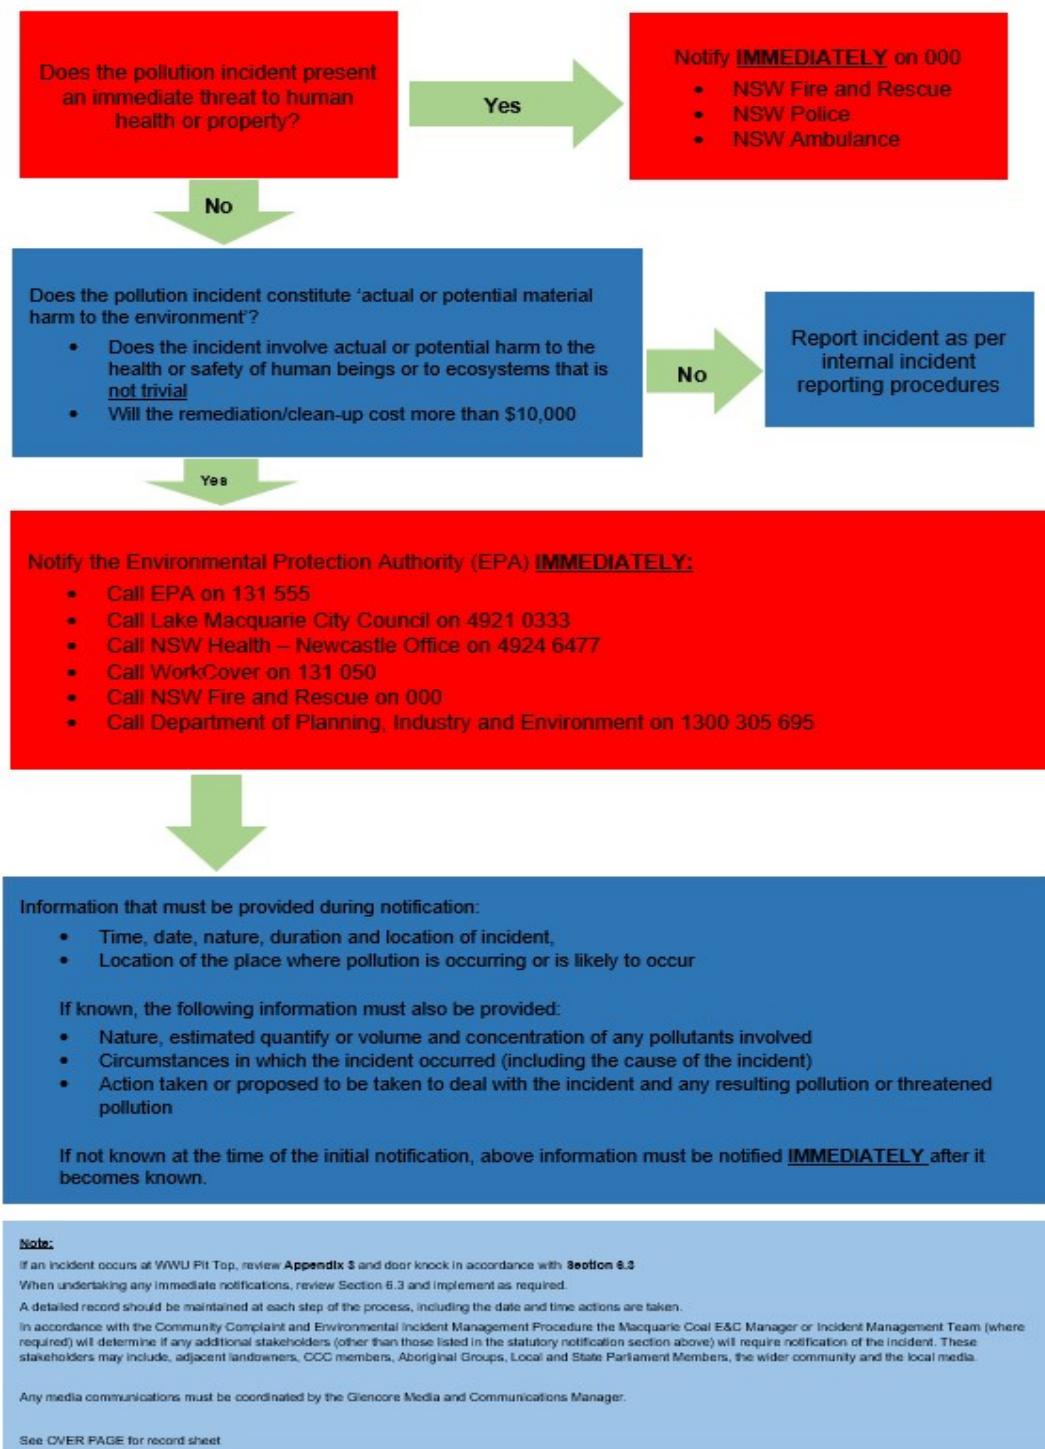 Does the pollution incident present
an immediate threat to human
health or property?
Yes
Notify IMMEDIATELY on 000
• NSW Fire and Rescue
• NSW Police
• NSW Ambulance
No
Does the pollution incident constitute ‘actual or potential material
harm to the environment’?
• Does the incident involve actual or potential harm to the
health or safety of human beings or to ecosystems that is
not trivial
• Will the remediation/clean-up cost more than $10,000
No
Report incident as per
internal incident
reporting procedures
Yes
Notify the Environmental Protection Authority (EPA) IMMEDIATELY:
• Call EPA on 131 555
• Call Lake Macquarie City Council on 4921 0333
• Call NSW Health – Newcastle Office on 4924 6477
• Call WorkCover on 131 050
• Call NSW Fire and Rescue on 000
• Call Department of Planning, Industry and Environment on 1300 305 695
Information that must be provided during notification:
• Time, date, nature, duration and location of incident,
• Location of the place where pollution is occurring or is likely to occur
If known, the following information must also be provided:
• Nature, estimated quantify or volume and concentration of any pollutants involved
• Circumstances in which the incident occurred (including the cause of the incident)
• Action taken or proposed to be taken to deal with the incident and any resulting pollution or threatened
pollution
If not known at the time of the initial notification, above information must be notified IMMEDIATELY after it
becomes known.
Note:
If an incident occurs at WWU Pit Top, review Appendix 3 and door knock in accordance with Section 6.3
When undertaking any immediate notifications, review Section 6.3 and implement as required.
A detailed record should be maintained at each step of the process, including the date and time actions are taken.
In accordance with the Community Complaint and Environmental Incident Management Procedure the Macquarie Coal E&C Manager or Incident Management Team (where
required) will determine if any additional stakeholders (other than those listed in the statutory notification section above) will require notification of the incident. These
stakeholders may include, adjacent landowners, CCC members, Aboriginal Groups, Local and State Parliament Members, the wider community and the local media.
Any media communications must be coordinated by the Glencore Media and Communications Manager.
See OVER PAGE for record sheet